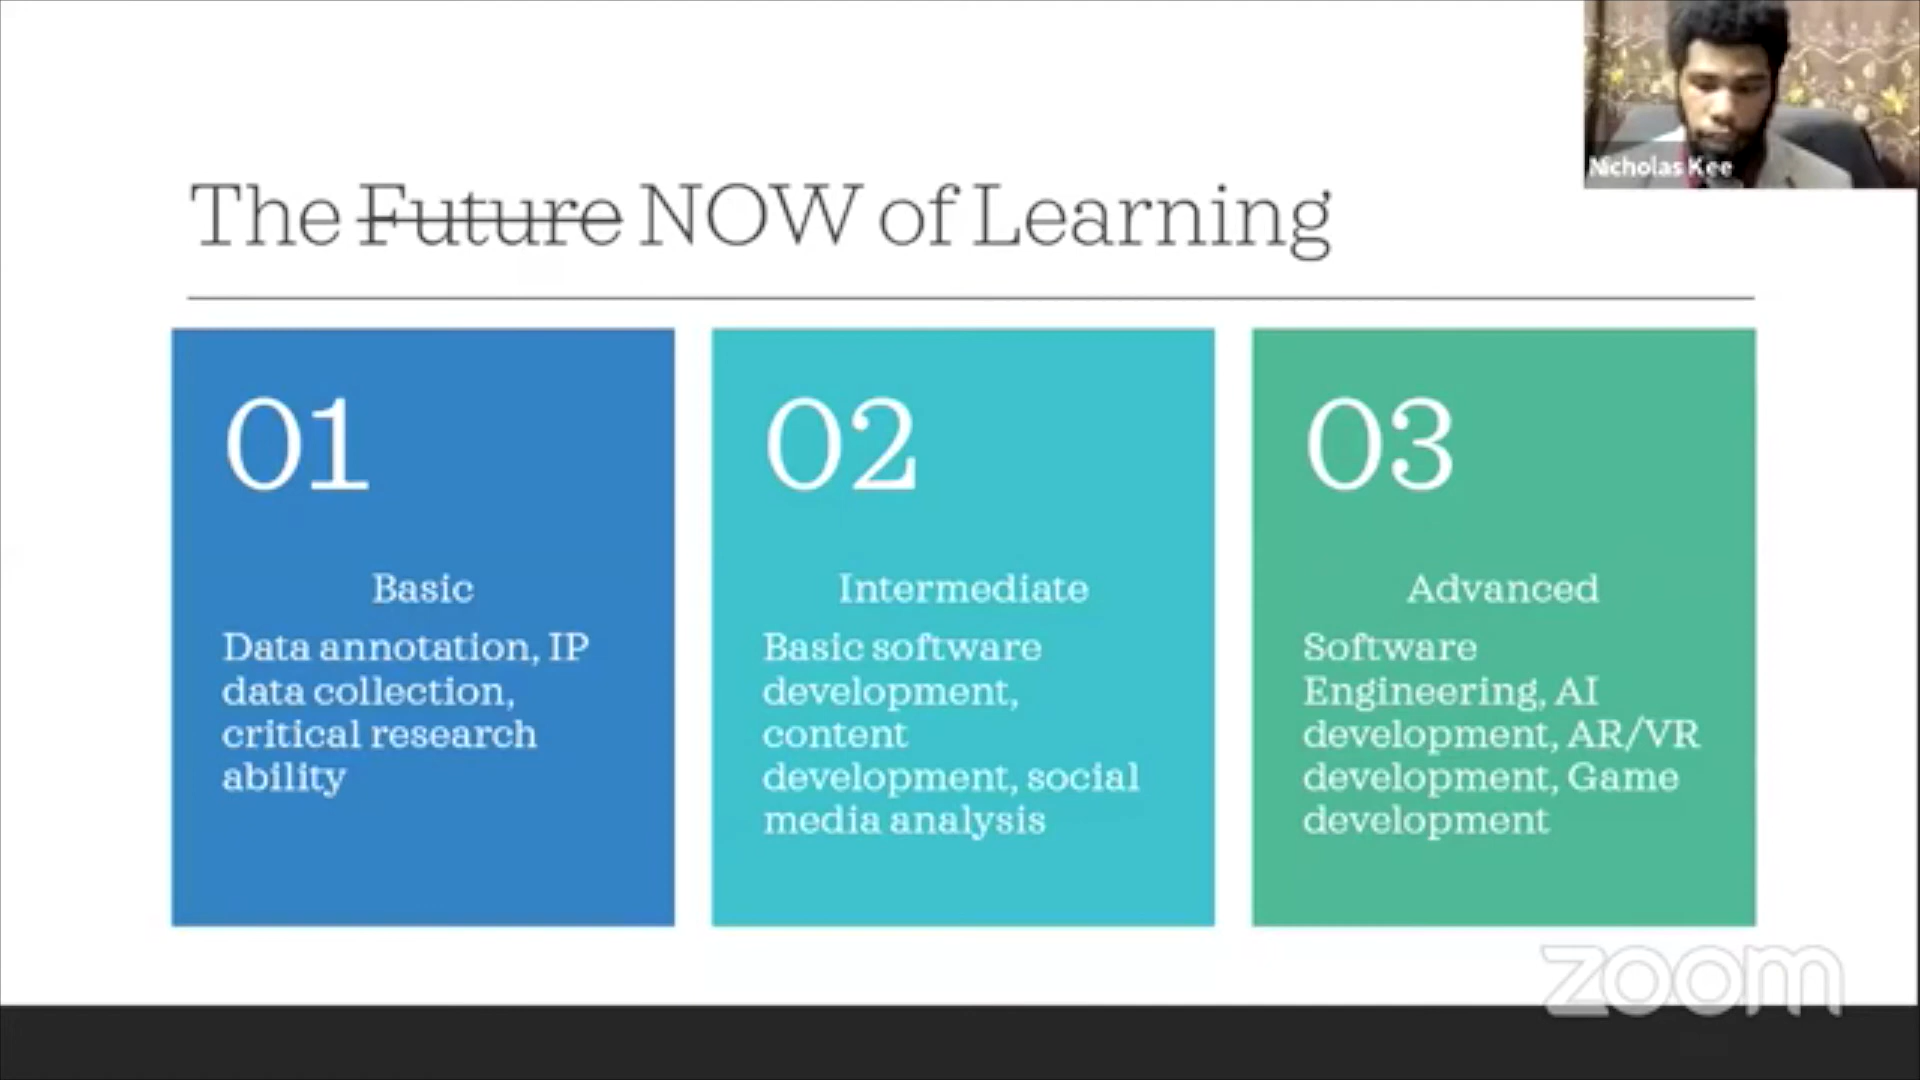 Nicholas Kee
The Future NOW of Learning
01
Basic
Data annotation, IP
data collection,
critical research
ability
02
Intermediate
Basic software
development,
content
development, social
media analysis
03
Advanced
Software
Engineering, AI
development, AR/VR
development, Game
development
zoom